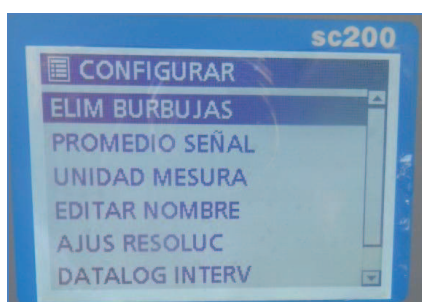 sc200
CONFIGURAR
ELIM BURBUJAS
PROMEDIO SEÑAL
UNIDAD MESURA
EDITAR NOMBRE
AJUS RESOLUC
DATALOG INTERV